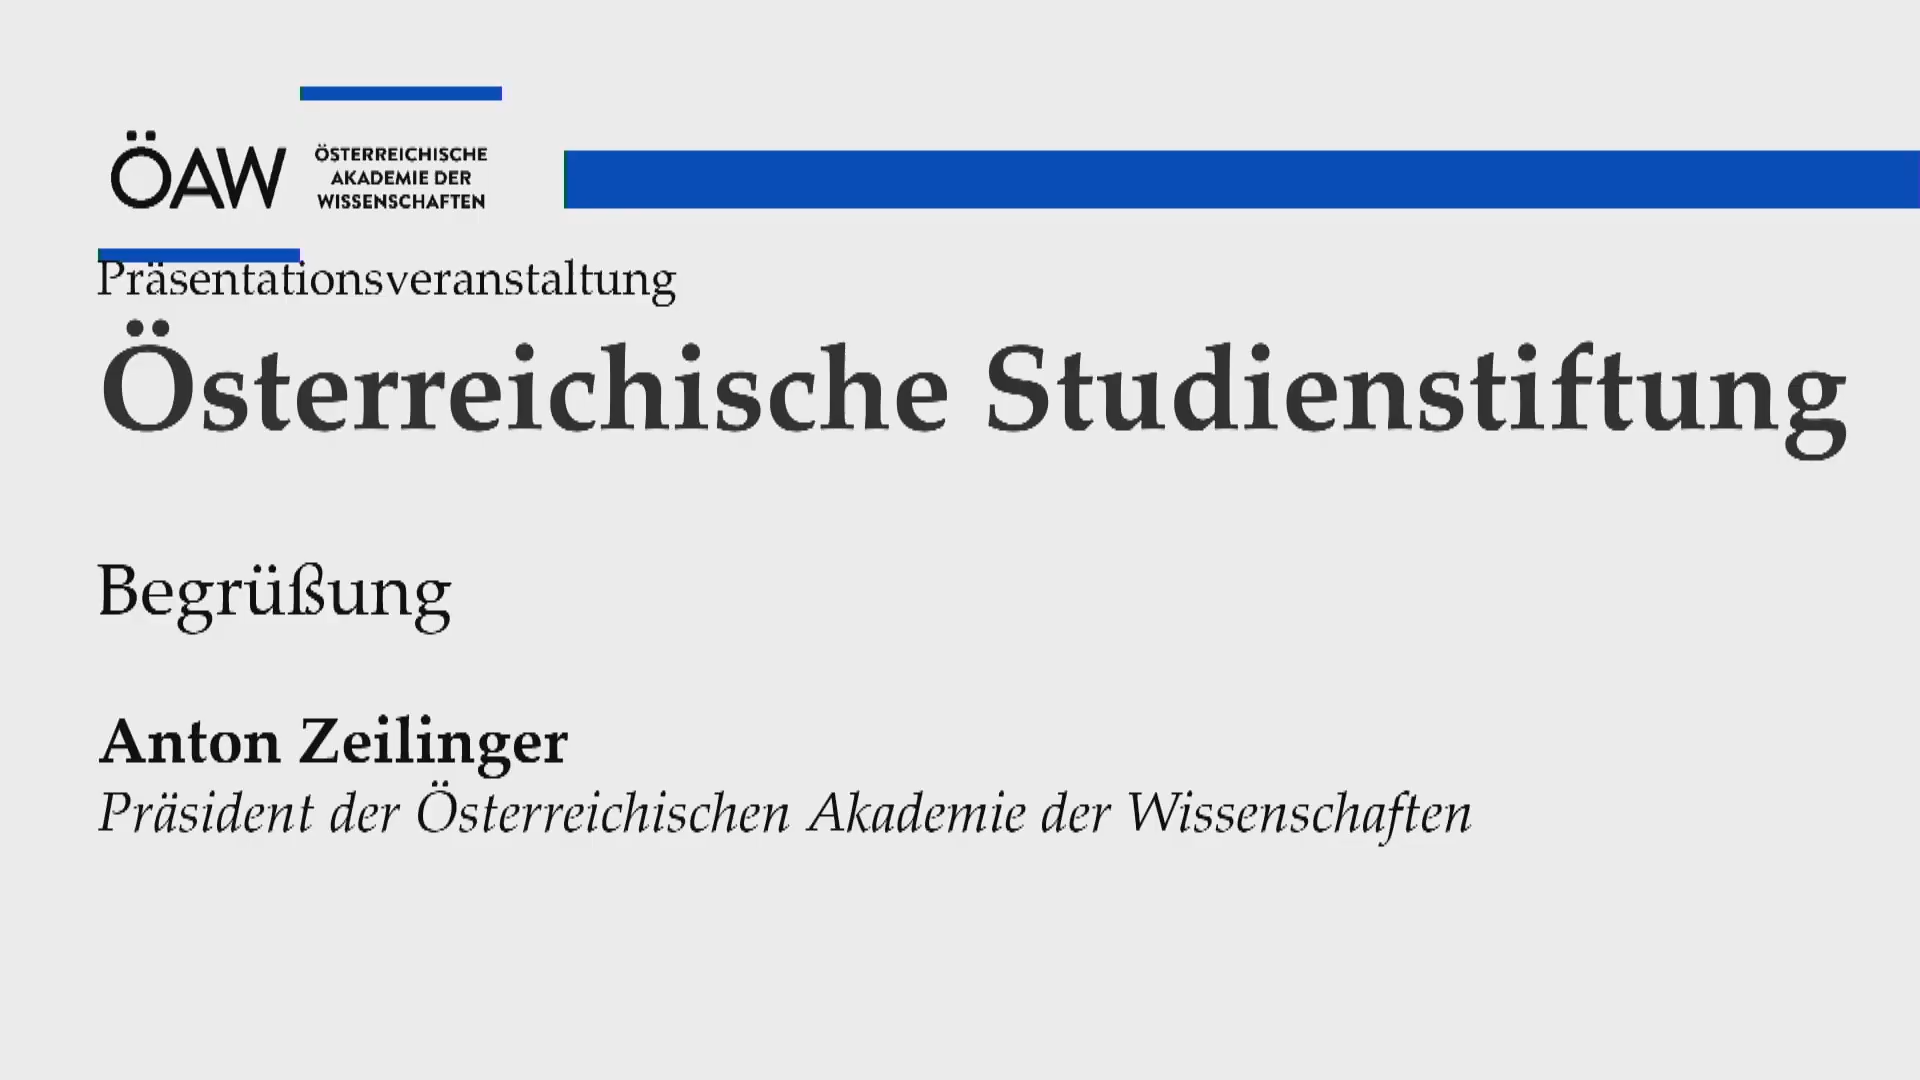 ÖAW
ÖSTERREICHISCHE
AKADEMIE DER
WISSENSCHAFTEN
Präsentationsveranstaltung
Österreichische Studienstiftung
Begrüßung
Anton Zeilinger
Präsident der Österreichischen Akademie der Wissenschaften